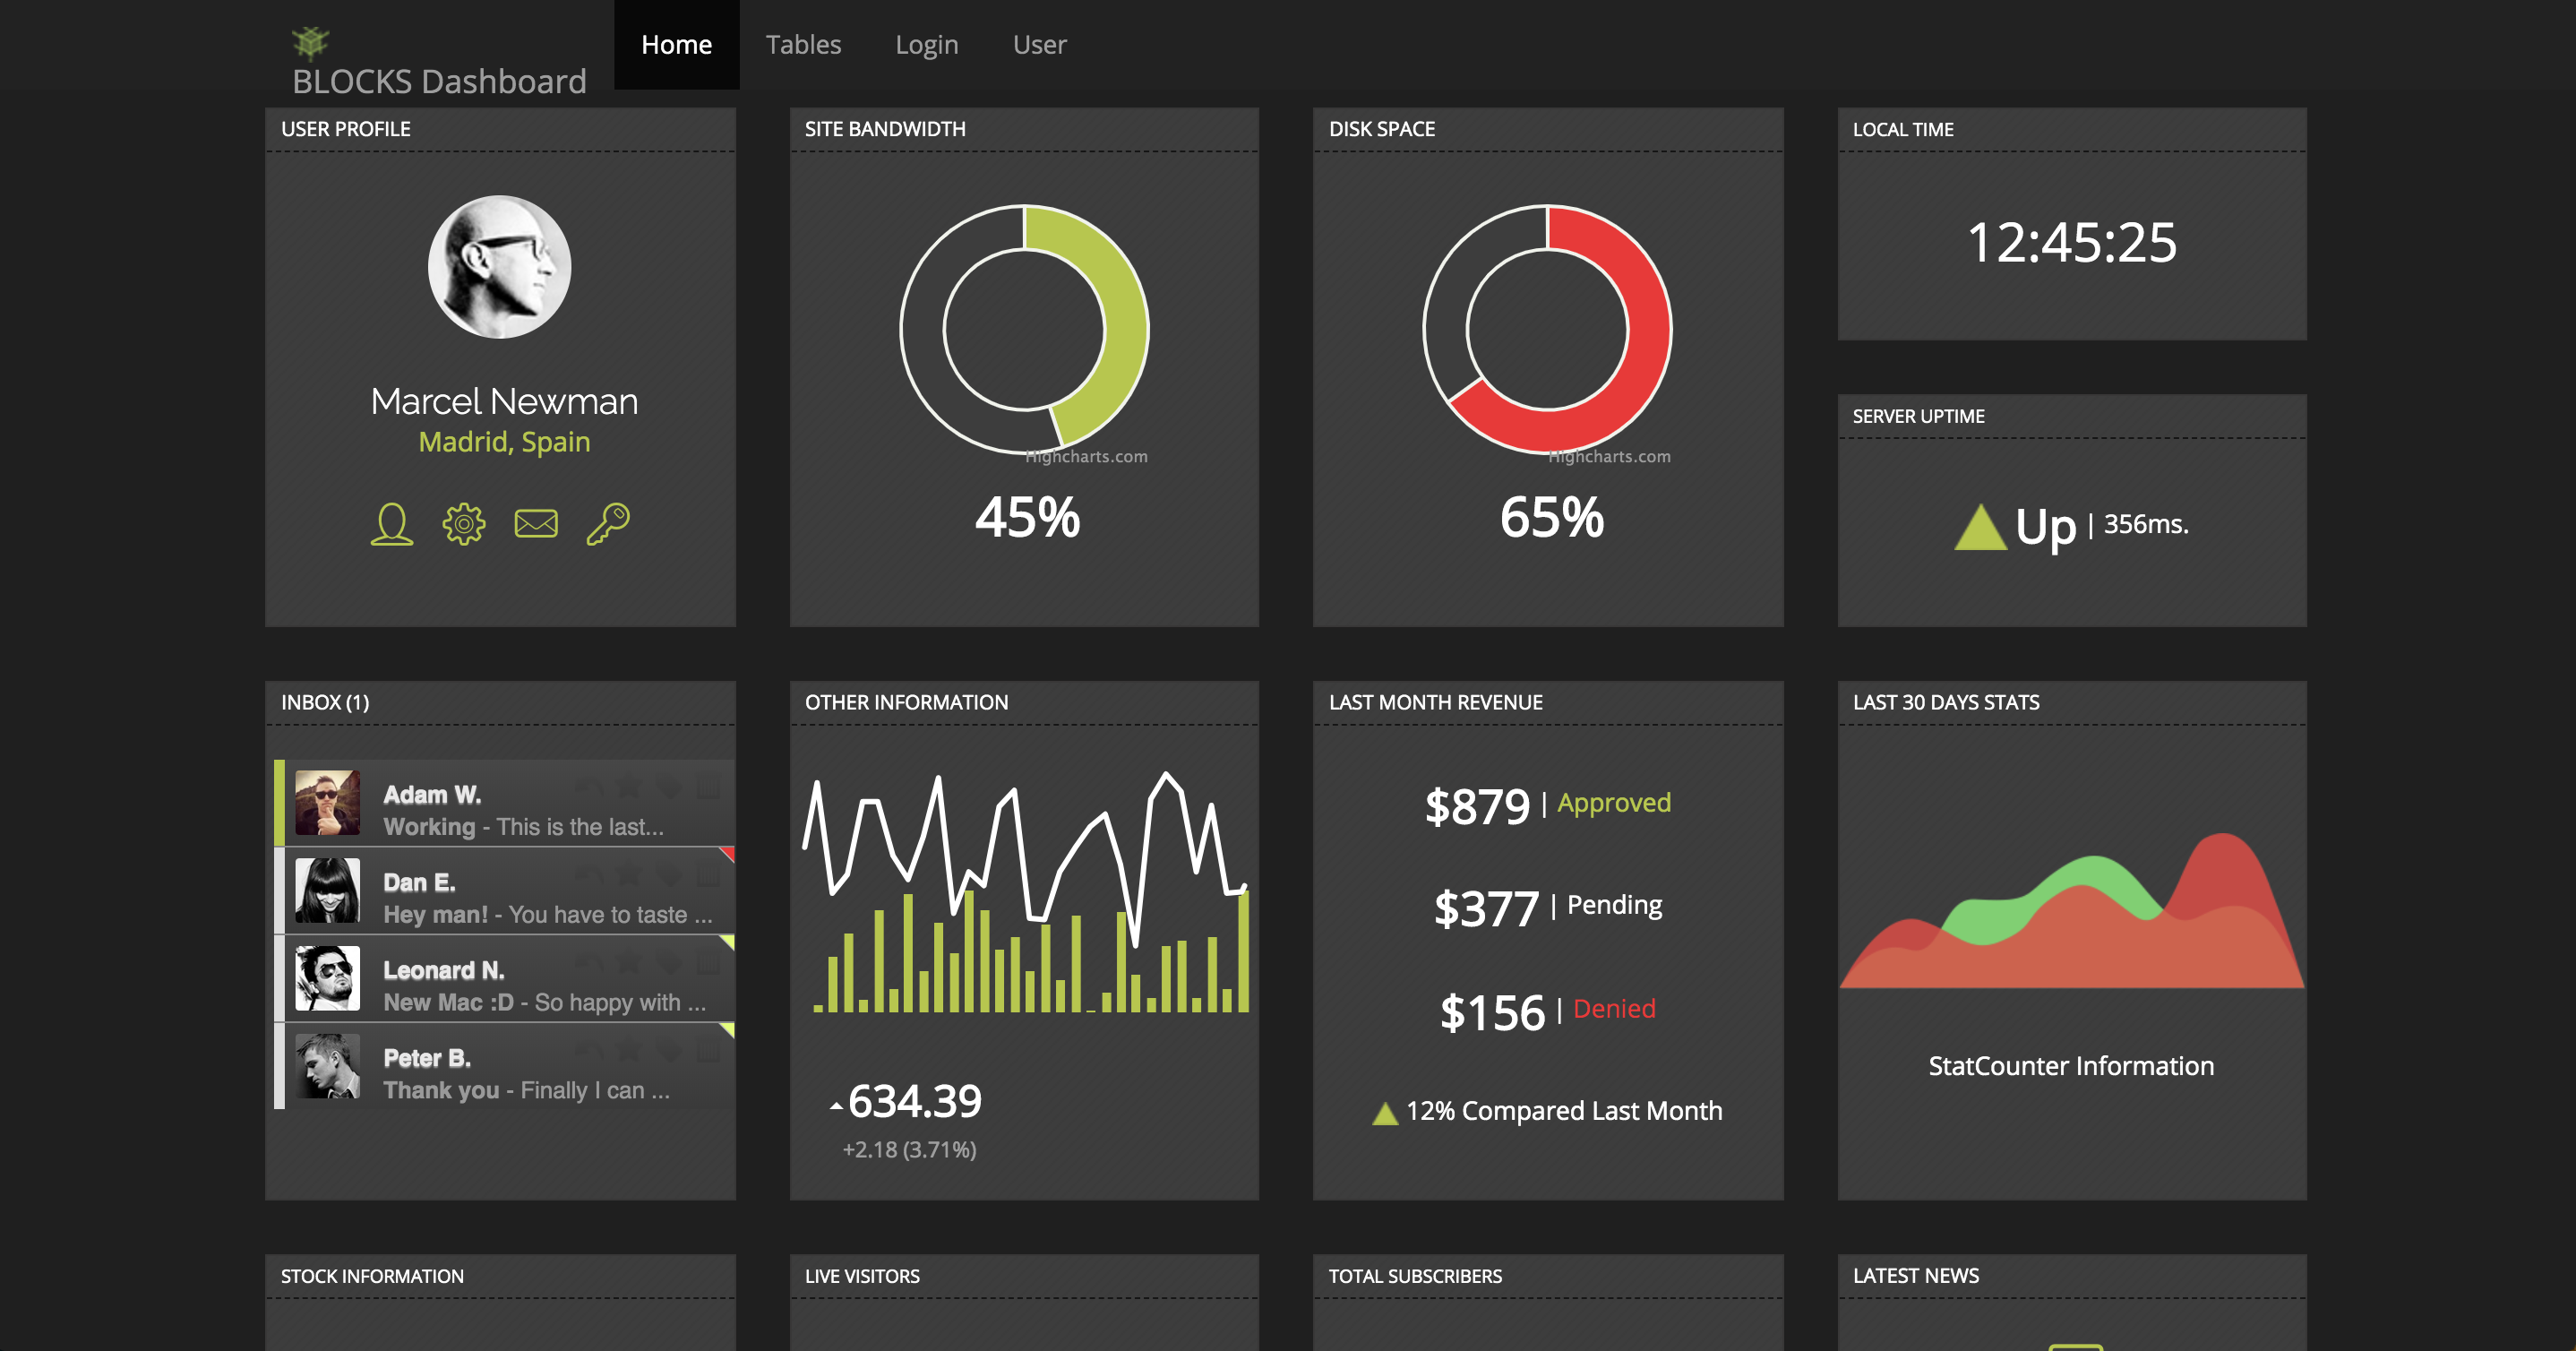 BLOCKS Dashboard
Home
Tables
Login
User
USER PROFILE
Marcel Newman
Madrid, Spain
SITE BANDWIDTH
Highcharts.com
45%
DISK SPACE
Highcharts.com
65%
LOCAL TIME
12:45:25
SERVER UPTIME
Up | 356ms.
INBOX (1)
Adam W.
Working - This is the last...
Dan E.
Hey man! - You have to taste ...
Leonard N.
New Mac :D - So happy with ...
Peter B.
Thank you - Finally I can ...
OTHER INFORMATION
634.39
+2.18 (3.71%)
LAST MONTH REVENUE
$879 | Approved
$377 | Pending
$156 | Denied
12% Compared Last Month
LAST 30 DAYS STATS
StatCounter Information
STOCK INFORMATION
LIVE VISITORS
TOTAL SUBSCRIBERS
LATEST NEWS